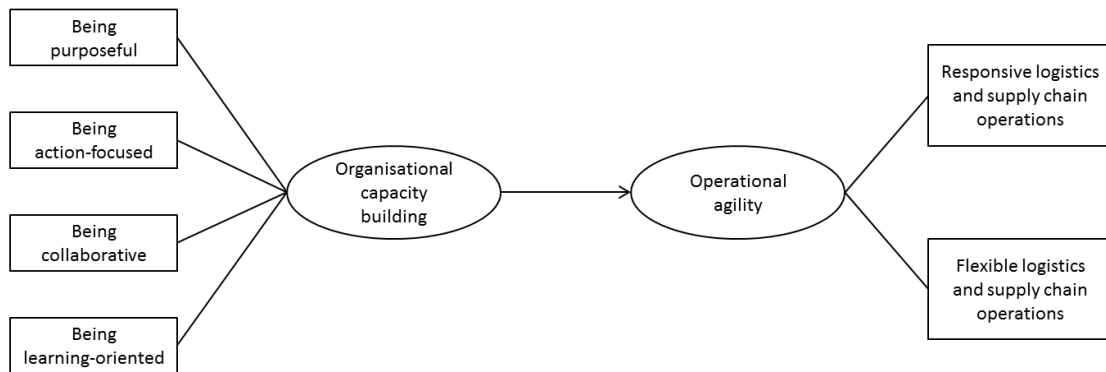 Being
purposeful
Being
action-focused
Being
collaborative
Being
learning-oriented
Organisational
capacity
building
Operational
agility
Responsive logistics
and supply chain
operations
Flexible logistics
and supply chain
operations